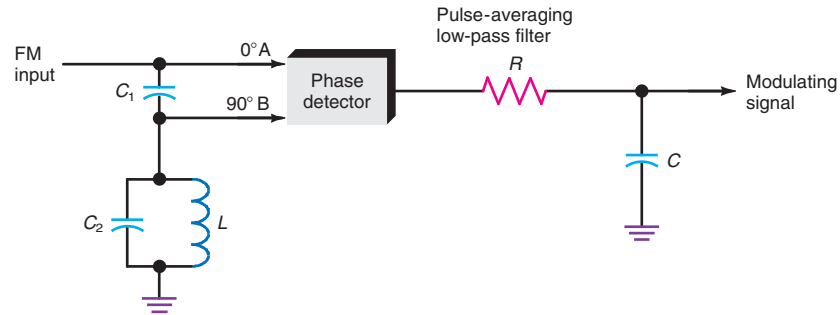 Pulse-averaging
low-pass filter
FM
input
0° A
R
C1
Phase
detector
Modulating
signal
90° B
C
C2
L